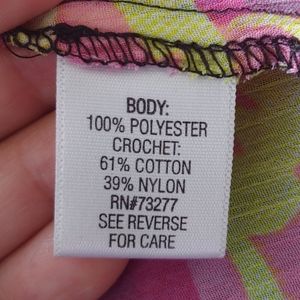 BODY:
100% POLYESTER
CROCHET:
61% COTTON
39% NYLON
RN#73277
SEE REVERSE
FOR CARE